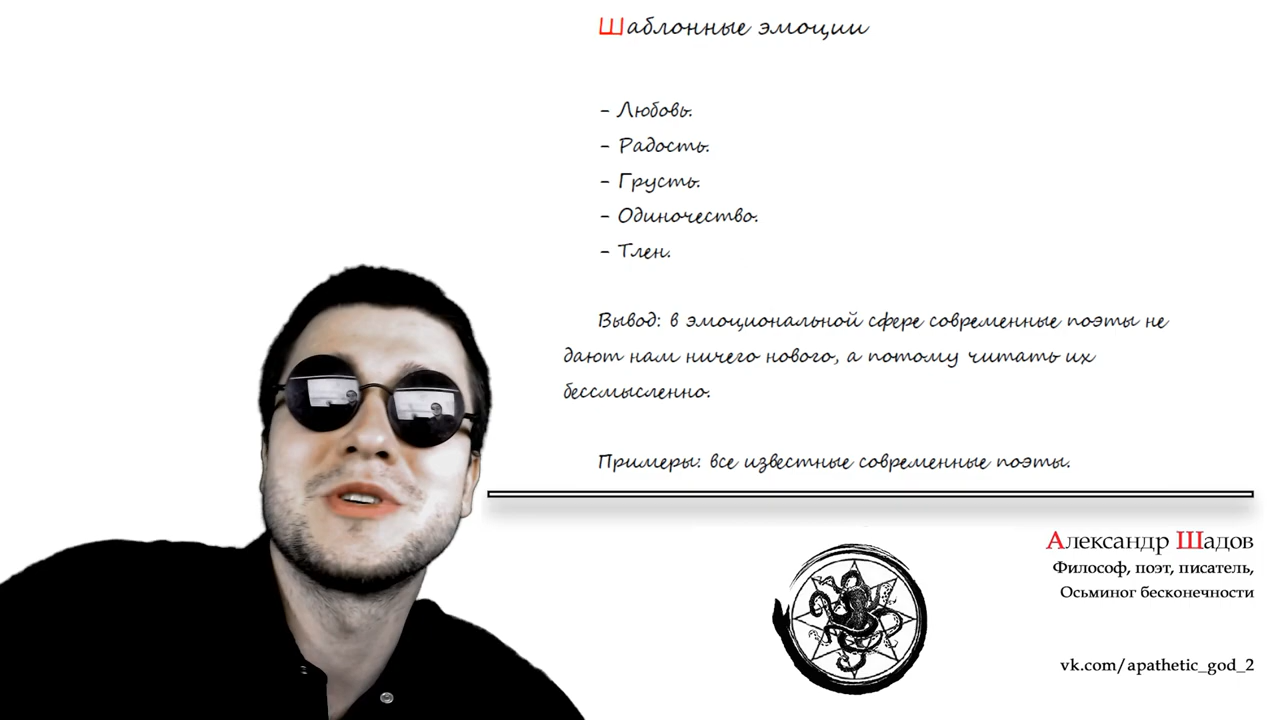 Шаблонные эмоции
- Любовь.
- Радость.
- Грусть.
- Одиночество.
- Тлен.
Вывод: в эмоциональной сфере современные поэты не
дают нам ничего нового, а потому читать их
бессмысленно.
Примеры: все известные современные поэты.
Александр Шадов
Философ, поэт, писатель,
Осьминог бесконечности
vk.com/apathetic_god_2